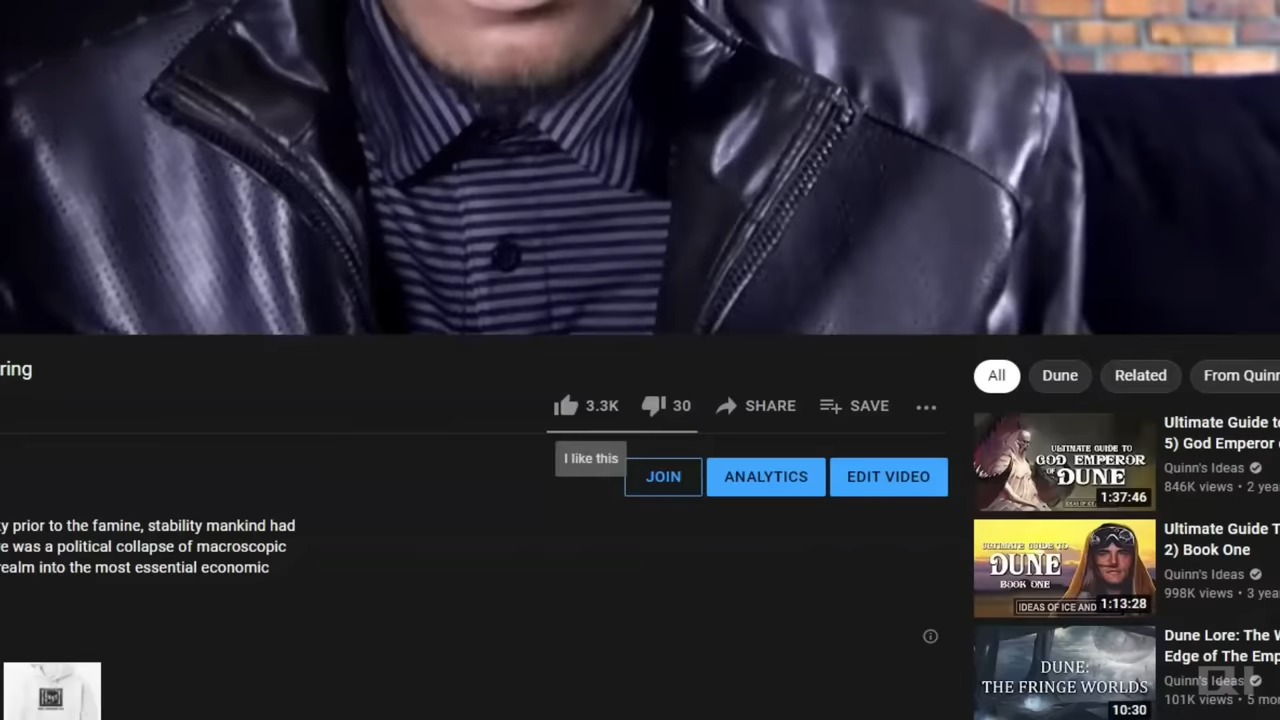 ring
3.3K
30
SHARE
SAVE
I like this
JOIN
ANALYTICS
EDIT VIDEO
y prior to the famine, stability mankind had
e was a political collapse of macroscopic
realm into the most essential economic
All
Dune
Related
From Quinn
ULTIMATE GUIDE TO
GOD EMPEROR
OF DUNE
1:37:46
Ultimate Guide to
5) God Emperor
Quinn's Ideas
846K views • 2 yea
ULTIMATE GUIDE TO
DUNE
BOOK ONE
IDEAS OF ICE AND
1:13:28
Ultimate Guide T
2) Book One
Quinn's Ideas
998K views • 3 yea
DUNE:
THE FRINGE WORLDS
10:30
Dune Lore: The W
Edge of The Emp
Quinn's Ideas
101K views • 5 mo